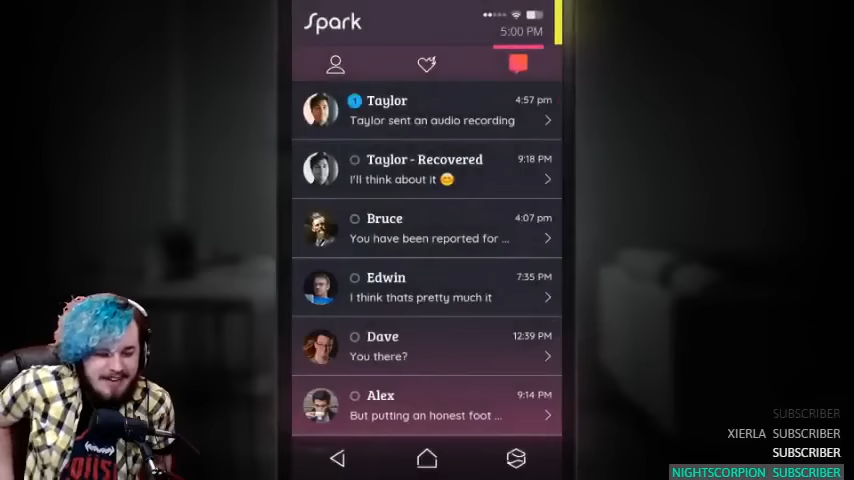 Spark
5:00 PM
1 Taylor 4:57 pm
Taylor sent an audio recording
Taylor - Recovered 9:18 PM
I'll think about it 😊
Bruce 4:07 pm
You have been reported for ...
Edwin 7:35 PM
I think thats pretty much it
Dave 12:39 PM
You there?
Alex 9:14 PM
But putting an honest foot ...
SUBSCRIBER
XIERLA SUBSCRIBER
SUBSCRIBER
NIGHTSCORPION SUBSCRIBER